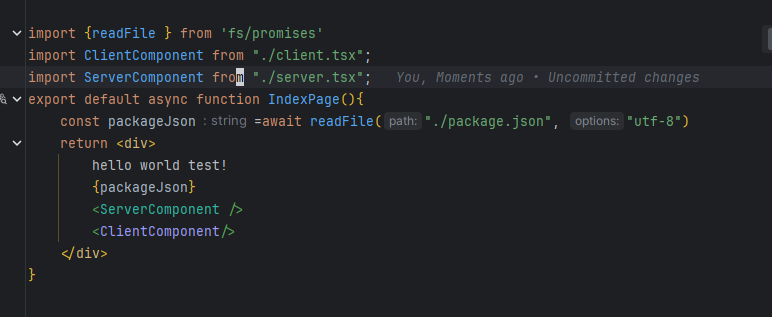 import {readFile } from 'fs/promises'
import ClientComponent from "./client.tsx";
import ServerComponent from "./server.tsx"; You, Moments ago • Uncommitted changes
export default async function IndexPage(){
const packageJson : string =await readFile( path: "./package.json", options: "utf-8")
return <div>
hello world test!
{packageJson}
<ServerComponent />
<ClientComponent/>
</div>
}